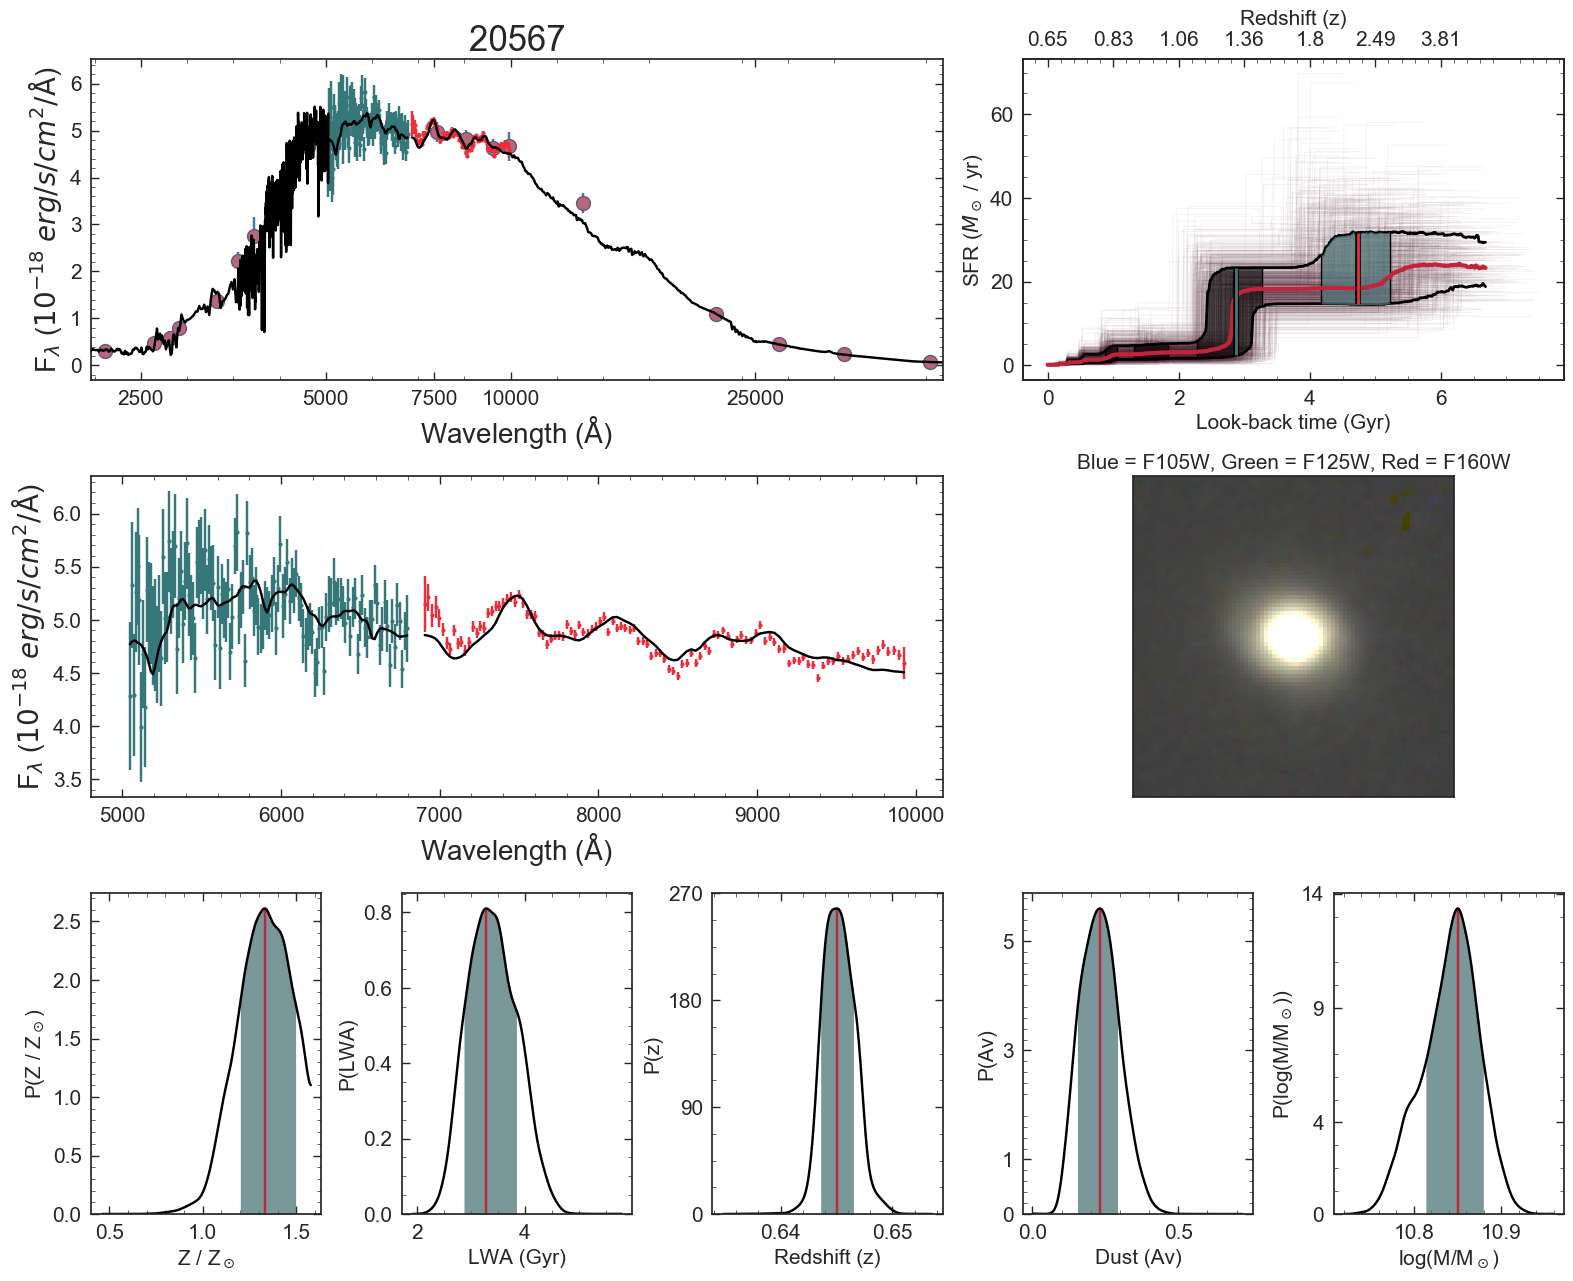 20567
F_λ (10^{-18} erg/s/cm^2/Å)
6
5
4
3
2
1
0
2500 5000 7500 10000 25000
Wavelength (Å)
Redshift (z)
0.65 0.83 1.06 1.36 1.8 2.49 3.81
SFR (M_⊙ / yr)
60
40
20
0
0 2 4 6
Look-back time (Gyr)
F_λ (10^{-18} erg/s/cm^2/Å)
6.0
5.5
5.0
4.5
4.0
3.5
5000 6000 7000 8000 9000 10000
Wavelength (Å)
Blue = F105W, Green = F125W, Red = F160W
P(Z / Z_⊙)
2.5
2.0
1.5
1.0
0.5
0.0
0.5 1.0 1.5
Z / Z_⊙
P(LWA)
0.8
0.6
0.4
0.2
0.0
2 4
LWA (Gyr)
P(z)
270
180
90
0
0.64 0.65
Redshift (z)
P(Av)
5
3
1
0
0.0 0.5
Dust (Av)
P(log(M/M_⊙))
14
9
4
0
10.8 10.9
log(M/M_⊙)